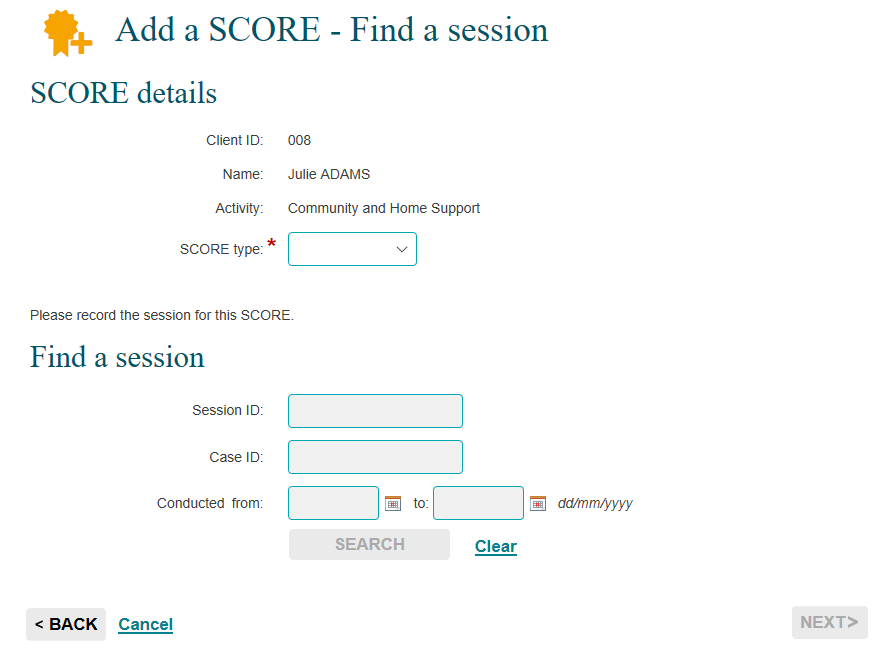 Add a SCORE - Find a session
SCORE details
Client ID: 008
Name: Julie ADAMS
Activity: Community and Home Support
SCORE type: *
Please record the session for this SCORE.
Find a session
Session ID:
Case ID:
Conducted from: to: dd/mm/yyyy
SEARCH Clear
< BACK Cancel NEXT>